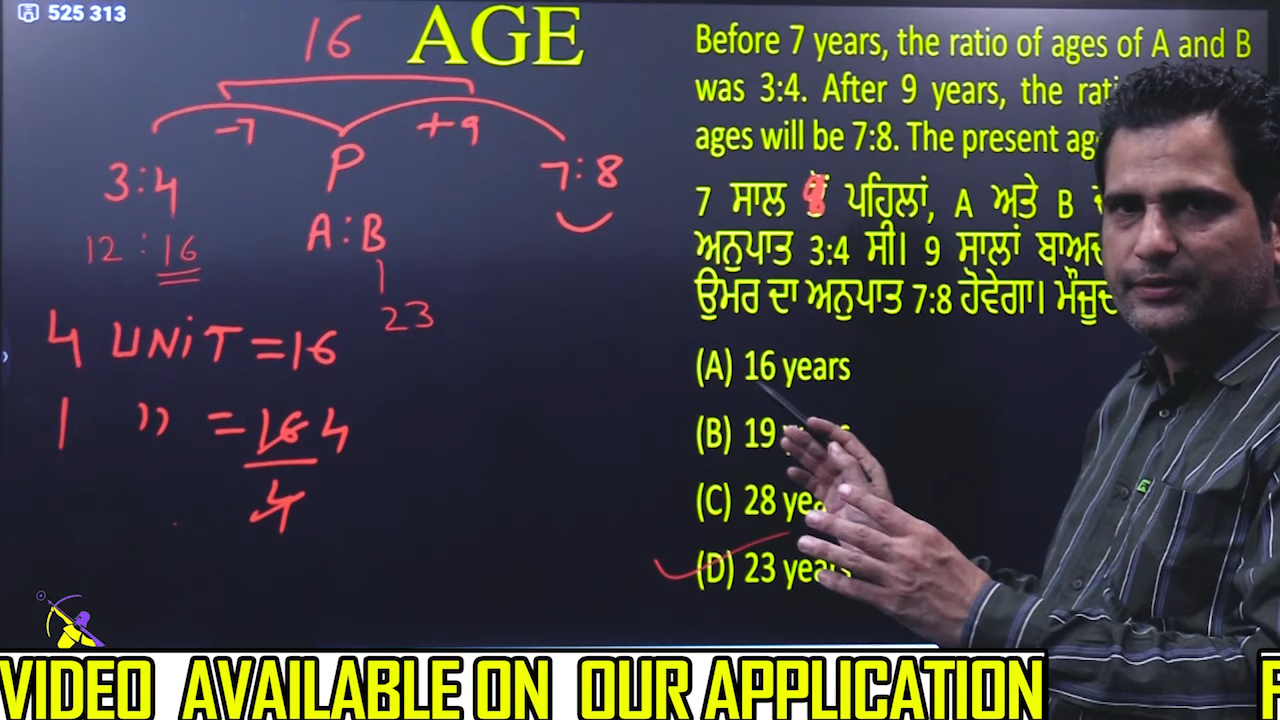 525 313
16
AGE
-7
+9
3:4
P
7:8
12 : 16
A:B
23
4 UNIT = 16
1 " = 16 4
4
Before 7 years, the ratio of ages of A and B
was 3:4. After 9 years, the
ages will be 7:8. The present
7 ਸਾਲ ਪਹਿਲਾਂ, A ਅਤੇ B
ਅਨੁਪਾਤ 3:4 ਸੀ। 9 ਸਾਲਾਂ ਬਾਅਦ
ਉਮਰ ਦਾ ਅਨੁਪਾਤ 7:8 ਹੋਵੇਗਾ।
(A) 16 years
(B) 19
(C) 28
(D) 23 years
VIDEO AVAILABLE ON OUR APPLICATION